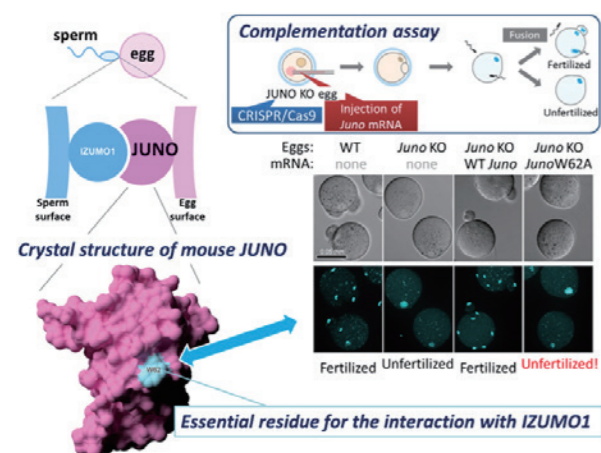 sperm
egg
IZUMO1
JUNO
Sperm
surface
Egg
surface
Complementation assay
JUNO KO egg
CRISPR/Cas9
Injection of
Juno mRNA
Fusion
Fertilized
Unfertilized
Eggs: WT Juno KO Juno KO Juno KO
mRNA: none none WT Juno JunoW62A
Fertilized Unfertilized Fertilized Unfertilized!
Crystal structure of mouse JUNO
W62
Essential residue for the interaction with IZUMO1